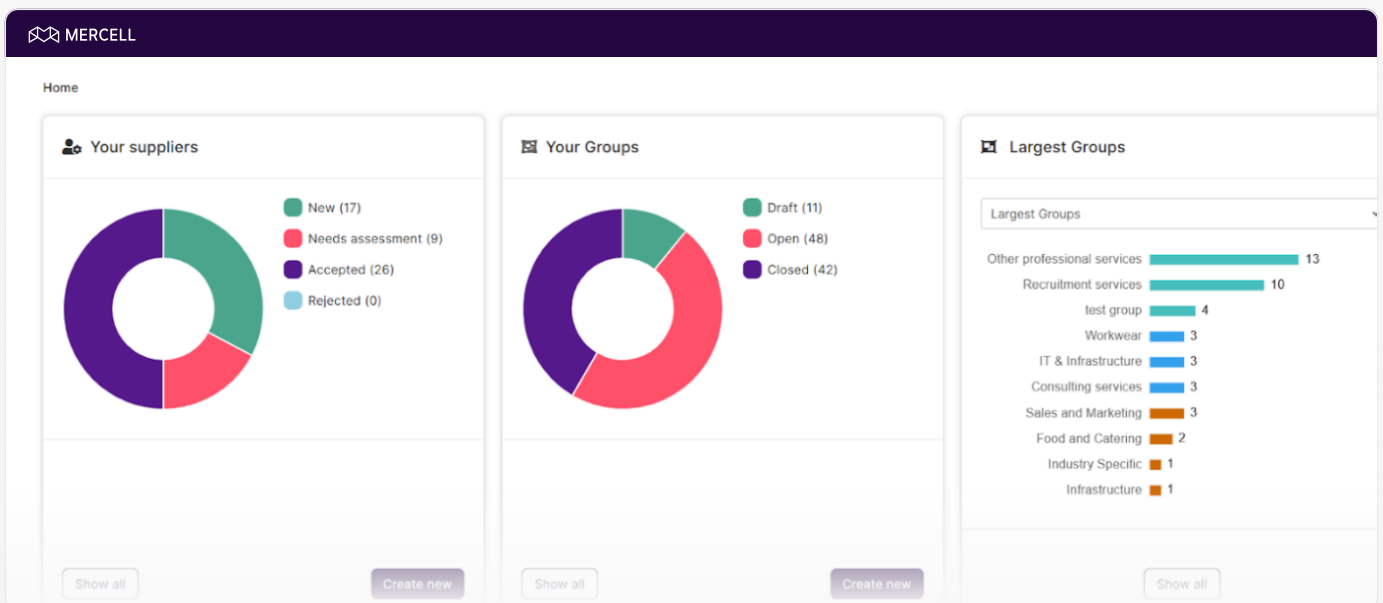 MERCELL
Home
Your suppliers
New (17)
Needs assessment (9)
Accepted (26)
Rejected (0)
Show all
Create new
Your Groups
Draft (11)
Open (48)
Closed (42)
Show all
Create new
Largest Groups
Largest Groups
Other professional services 13
Recruitment services 10
test group 4
Workwear 3
IT & Infrastructure 3
Consulting services 3
Sales and Marketing 3
Food and Catering 2
Industry Specific 1
Infrastructure 1
Show all